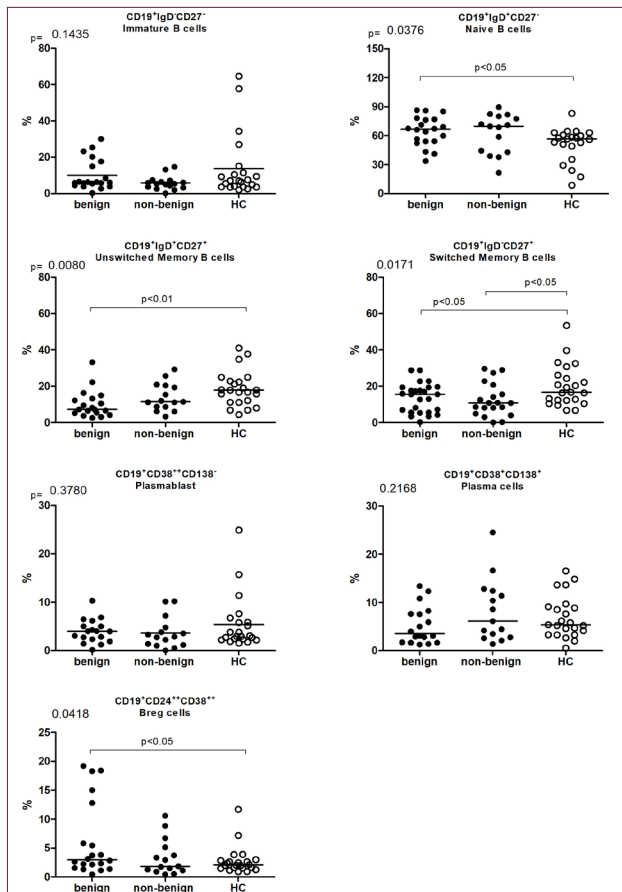 CD19+IgD-CD27-
Immature B cells
p= 0.1435
%
80
60
40
20
0
benign non-benign HC
CD19+IgD+CD27-
Naive B cells
p= 0.0376
p<0.05
%
150
120
90
60
30
0
benign non-benign HC
CD19+IgD+CD27+
Unswitched Memory B cells
p= 0.0080
p<0.01
%
80
60
40
20
0
benign non-benign HC
CD19+IgD-CD27+
Switched Memory B cells
0.0171
p<0.05
p<0.05
%
80
60
40
20
0
benign non-benign HC
CD19+CD38++CD138-
Plasmablast
p= 0.3780
%
30
20
10
0
benign non-benign HC
CD19+CD38+CD138+
Plasma cells
0.2168
%
30
20
10
0
benign non-benign HC
CD19+CD24++CD38++
Breg cells
0.0418
p<0.05
%
25
20
15
10
5
0
benign non-benign HC